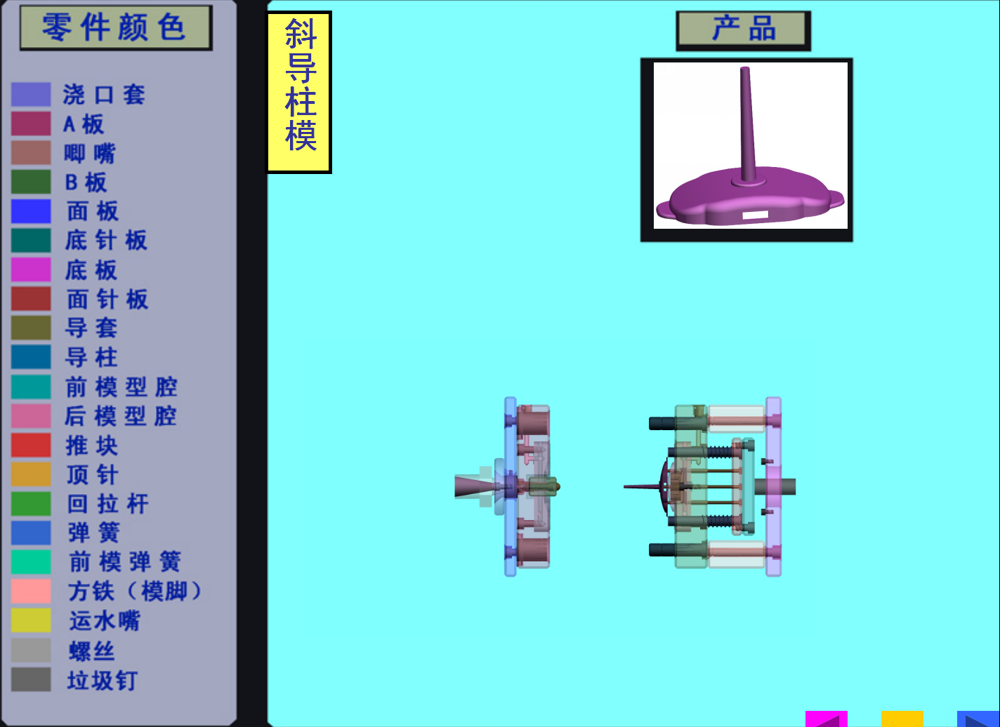 零件颜色
浇口套
A板
唧嘴
B板
面板
底针板
底板
面针板
导套
导柱
前模型腔
后模型腔
推块
顶针
回拉杆
弹簧
前模弹簧
方铁（模脚）
运水嘴
螺丝
垃圾钉
斜导柱模
产品